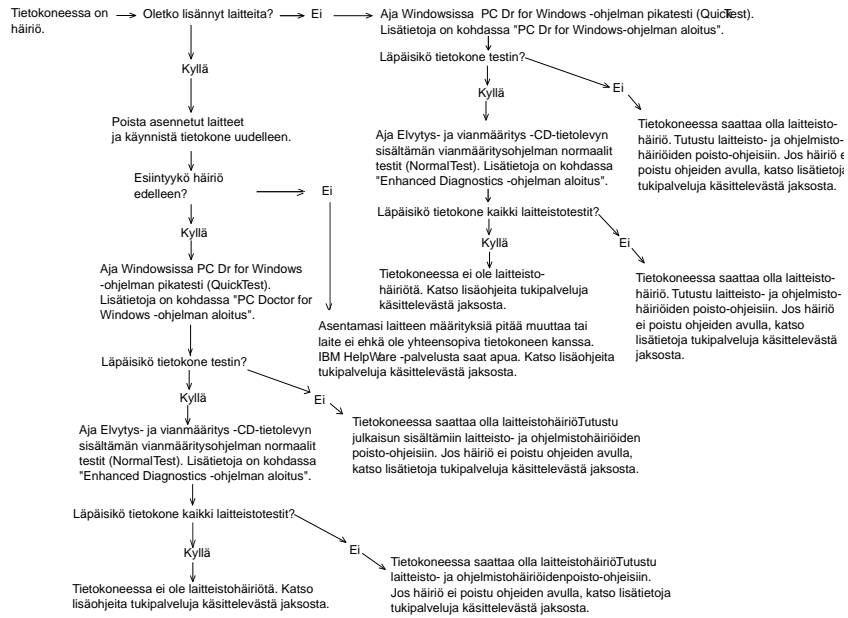 Tietokoneessa on
häiriö.
Oletko lisännyt laitteita?
Ei
Aja Windowsissa PC Dr for Windows -ohjelman pikatesti (QuickTest).
Lisätietoja on kohdassa "PC Dr for Windows-ohjelman aloitus".
Läpäisikö tietokone testin?
Ei
Tietokoneessa saattaa olla laitteisto-
häiriö. Tutustu laitteisto- ja ohjelmisto-
häiriöiden poisto-ohjeisiin. Jos häiriö e
poistu ohjeiden avulla, katso lisätietoja
tukipalveluja käsittelevästä jaksosta.
Kyllä
Aja Elvytys- ja vianmääritys -CD-tietolevyn
sisältämän vianmääritysohjelman normaalit
testit (NormalTest). Lisätietoja on kohdassa
"Enhanced Diagnostics -ohjelman aloitus".
Läpäisikö tietokone kaikki laitteistotestit?
Ei
Tietokoneessa saattaa olla laitteisto-
häiriö. Tutustu laitteisto- ja ohjelmisto-
häiriöiden poisto-ohjeisiin. Jos häiriö
ei poistu ohjeiden avulla, katso
lisätietoja tukipalveluja käsittelevästä
jaksosta.
Kyllä
Tietokoneessa ei ole laitteisto-
häiriötä. Katso lisäohjeita tukipalveluja
käsittelevästä jaksosta.
Kyllä
Poista asennetut laitteet
ja käynnistä tietokone uudelleen.
Esiintyykö häiriö
edelleen?
Ei
Asentamasi laitteen määrityksiä pitää muuttaa tai
laite ei ehkä ole yhteensopiva tietokoneen kanssa.
IBM HelpWare -palvelusta saat apua. Katso lisäohjeita
tukipalveluja käsittelevästä jaksosta.
Kyllä
Aja Windowsissa PC Dr for Windows
-ohjelman pikatesti (QuickTest).
Lisätietoja on kohdassa "PC Doctor for
Windows -ohjelman aloitus".
Läpäisikö tietokone testin?
Ei
Tietokoneessa saattaa olla laitteistohäiriöTutustu
julkaisun sisältämiin laitteisto- ja ohjelmistohäiriöiden
poisto-ohjeisiin. Jos häiriö ei poistu ohjeiden avulla,
katso lisätietoja tukipalveluja käsittelevästä jaksosta.
Kyllä
Aja Elvytys- ja vianmääritys -CD-tietolevyn
sisältämän vianmääritysohjelman normaalit
testit (NormalTest). Lisätietoja on kohdassa
"Enhanced Diagnostics -ohjelman aloitus".
Läpäisikö tietokone kaikki laitteistotestit?
Ei
Tietokoneessa saattaa olla laitteistohäiriöTutustu
laitteisto- ja ohjelmistohäiriöidenpoisto-ohjeisiin.
Jos häiriö ei poistu ohjeiden avulla, katso lisätietoja
tukipalveluja käsittelevästä jaksosta.
Kyllä
Tietokoneessa ei ole laitteistohäiriötä. Katso
lisäohjeita tukipalveluja käsittelevästä jaksosta.